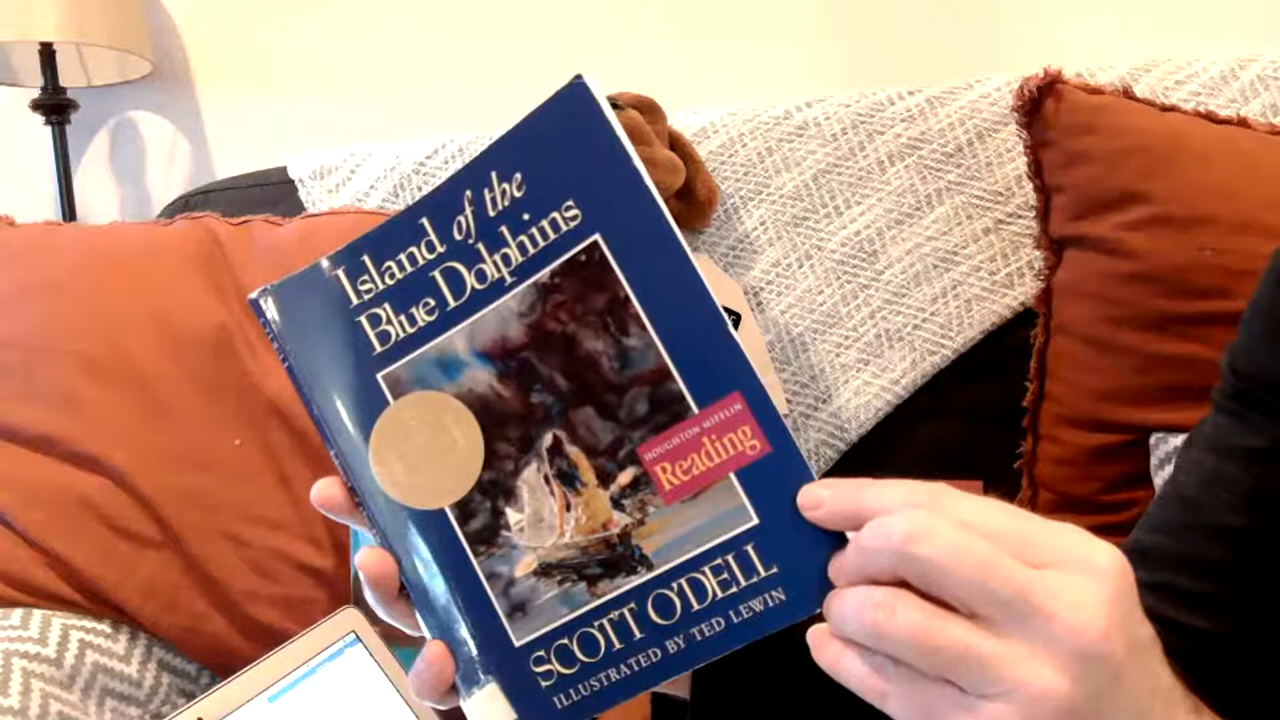 Island of the
Blue Dolphins
HOUGHTON MIFFLIN
Reading
SCOTT O'DELL
ILLUSTRATED BY TED LEWIN